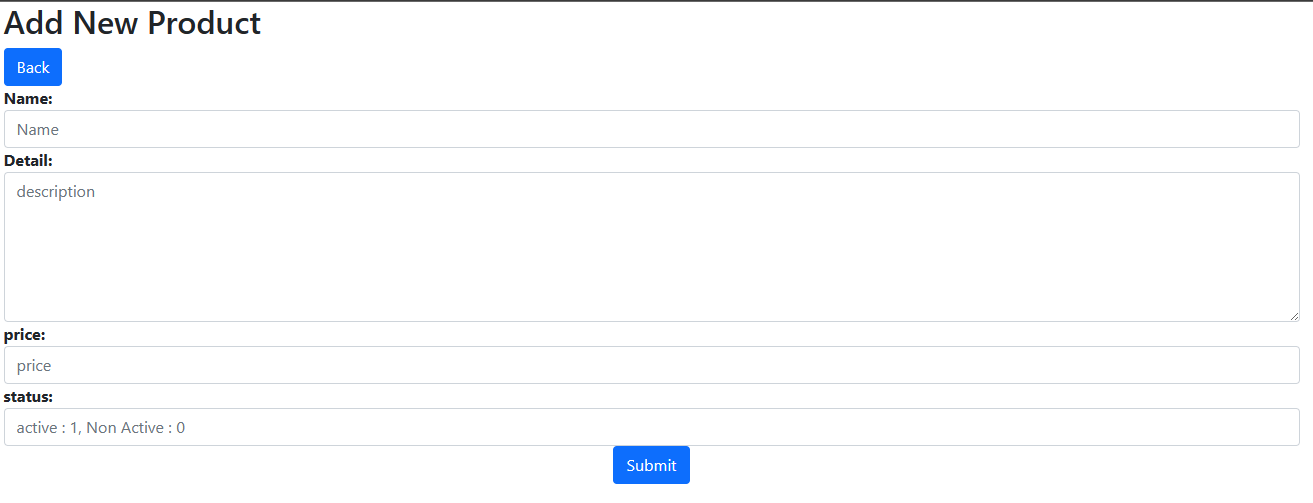 Add New Product
Back
Name:
Name
Detail:
description
price:
price
status:
active : 1, Non Active : 0
Submit